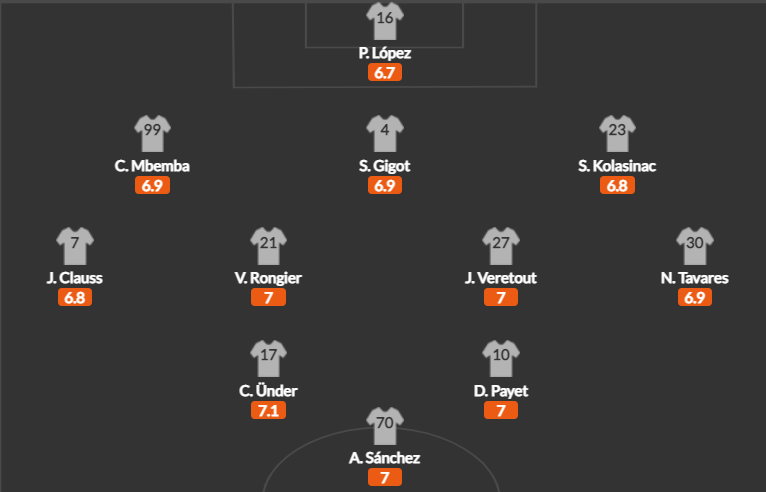 16
P. López
6.7
99
4
23
C. Mbemba
S. Gigot
S. Kolasinac
6.9
6.9
6.8
7
21
27
30
J. Clauss
V. Rongier
J. Veretout
N. Tavares
6.8
7
7
6.9
17
10
C. Ünder
D. Payet
7.1
7
70
A. Sánchez
7